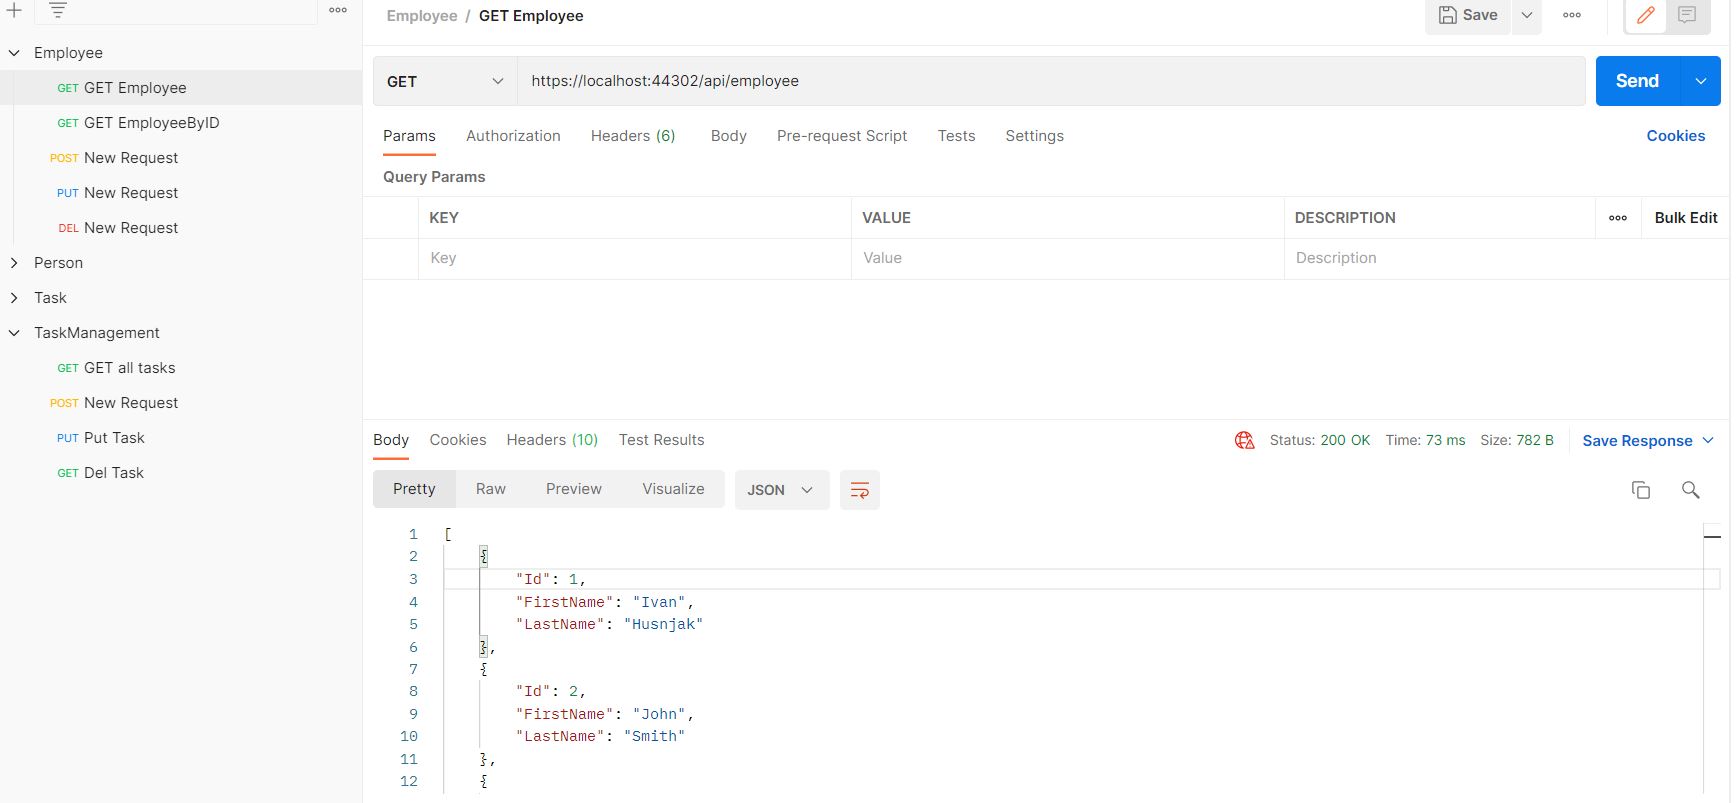 Employee
GET GET Employee
GET GET EmployeeByID
POST New Request
PUT New Request
DEL New Request
Person
Task
TaskManagement
GET GET all tasks
POST New Request
PUT Put Task
GET Del Task
Employee / GET Employee
Save
GET https://localhost:44302/api/employee
Send
Params Authorization Headers (6) Body Pre-request Script Tests Settings
Cookies
Query Params
KEY VALUE DESCRIPTION Bulk Edit
Key Value Description
Body Cookies Headers (10) Test Results
Status: 200 OK Time: 73 ms Size: 782 B Save Response
Pretty Raw Preview Visualize JSON
1 [
2 {
3 "Id": 1,
4 "FirstName": "Ivan",
5 "LastName": "Husnjak"
6 },
7 {
8 "Id": 2,
9 "FirstName": "John",
10 "LastName": "Smith"
11 },
12 {